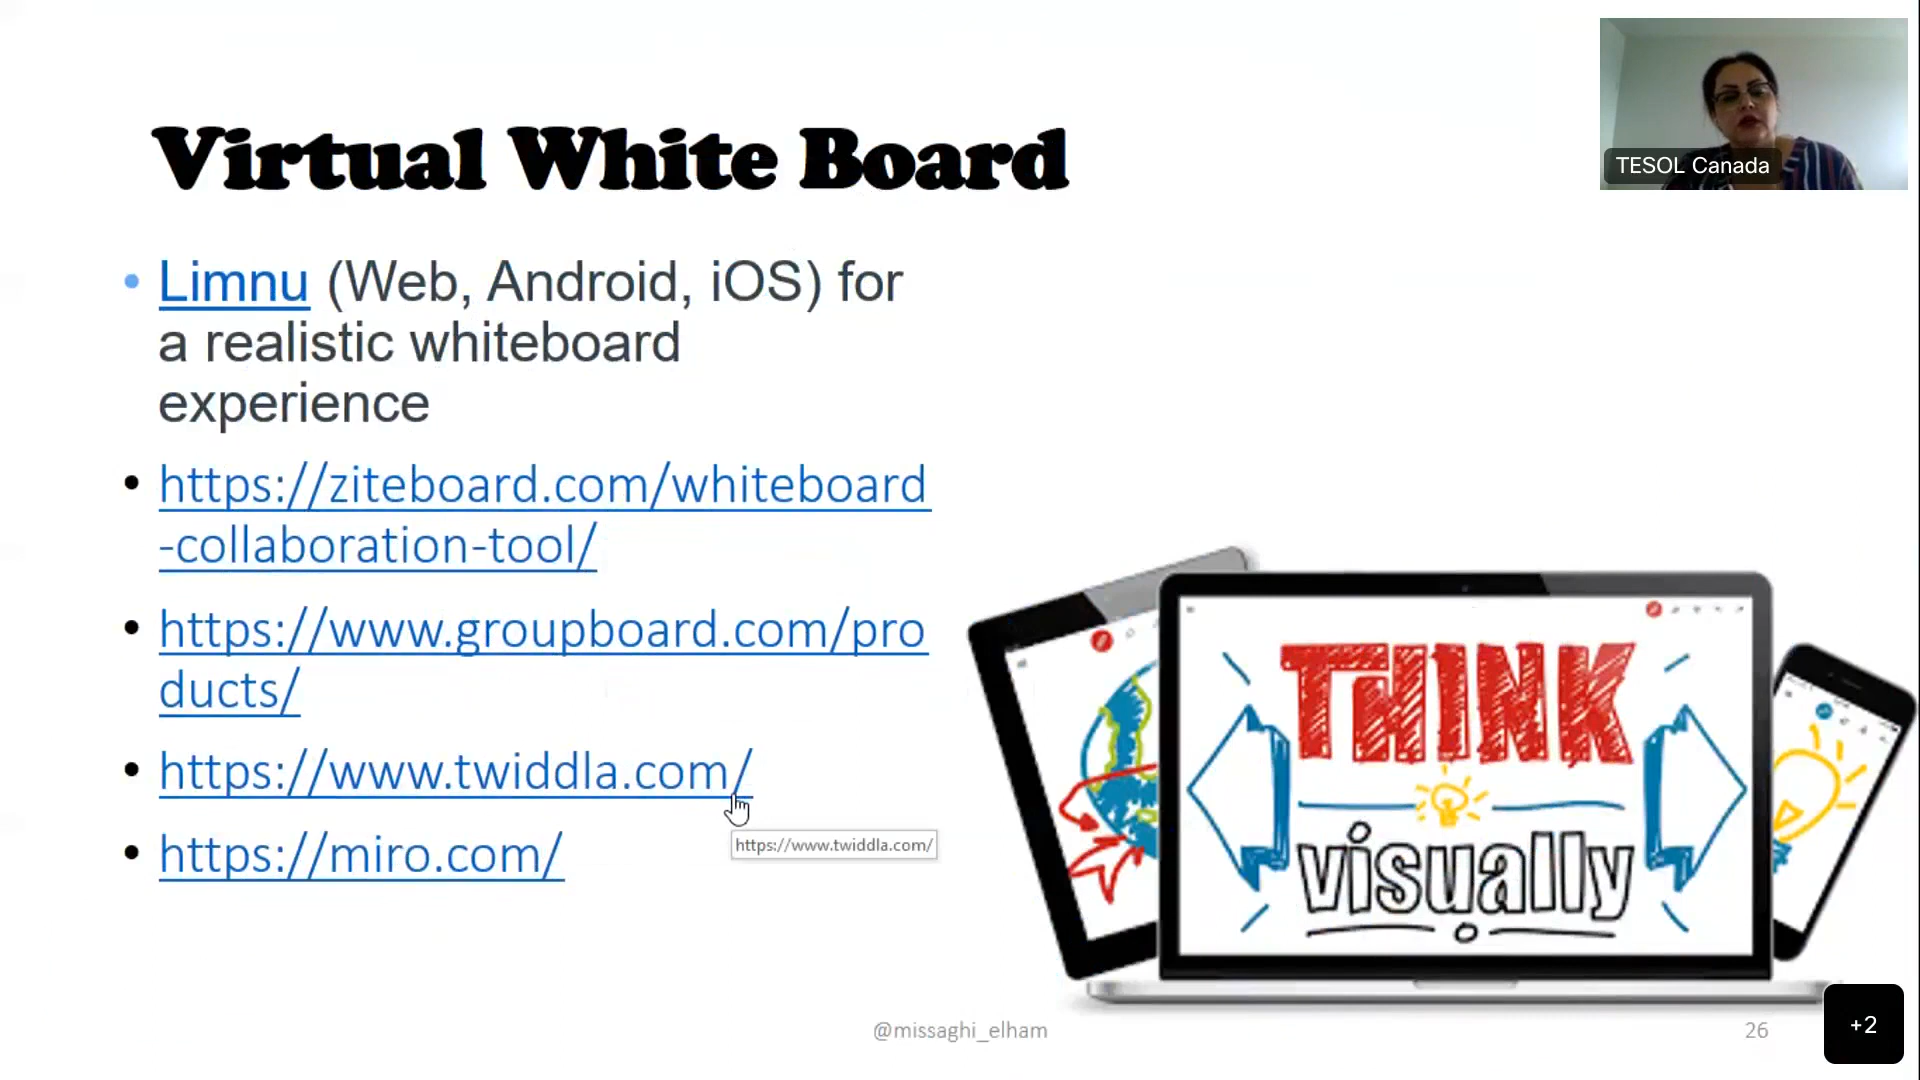 Virtual White Board
TESOL Canada
• Limnu (Web, Android, iOS) for
a realistic whiteboard
experience
• https://ziteboard.com/whiteboard
-collaboration-tool/
• https://www.groupboard.com/pro
ducts/
• https://www.twiddla.com/
https://www.twiddla.com/
• https://miro.com/
THINK
visually
@missaghi_elham
26
+2